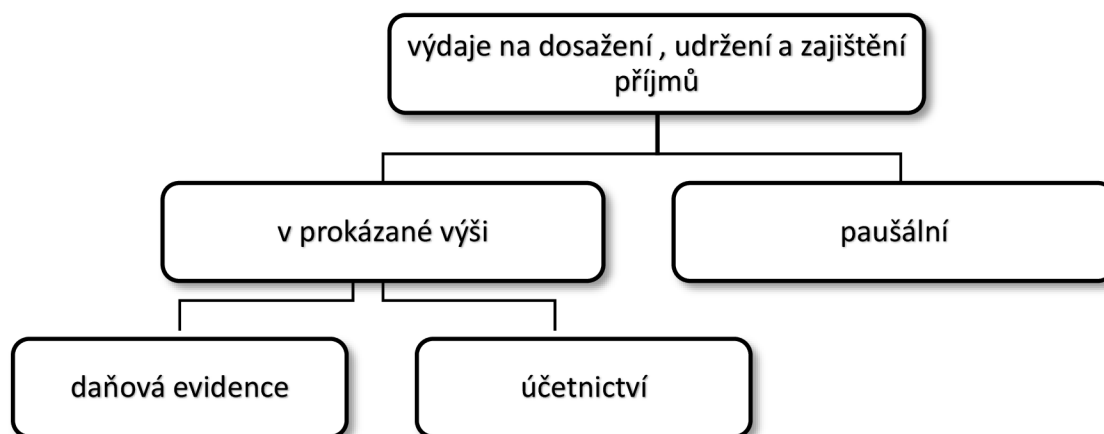 výdaje na dosažení , udržení a zajištění
příjmů
v prokázané výši
paušální
daňová evidence
účetnictví